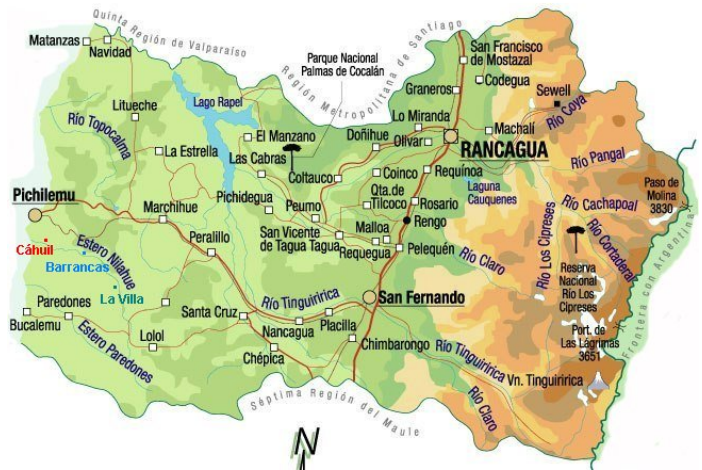 Quinta Región de Valparaíso
Matanzas
Navidad
Parque Nacional
Palmas de Cocalán
Región Metropolitana de Santiago
San Francisco
de Mostazal
Codegua
Graneros
Sewell
Litueche
Lago Rapel
Río Topocalma
El Manzano
Lo Miranda
Doñihue
Olivar
Machalí
Río Coya
RANCAGUA
La Estrella
Las Cabras
Coltauco
Coinco
Requínoa
Río Pangal
Paso de
Molina
3830
Pichilemu
Pichidegua
Peumo
Qta.de
Tilcoco
Rosario
Laguna
Cauquenes
Río Cachapoal
Marchihue
San Vicente
de Tagua Tagua
Malloa
Rengo
Río Los Cipreses
Río Cortaderal
Cáhuil
Estero Nilahue
Peralillo
Requegua
Pelequén
Río Claro
Barrancas
La Villa
Reserva
Nacional
Río Los
Cipreses
Frontera con Argentina
Paredones
Bucalemu
Santa Cruz
Río Tinguiririca
San Fernando
Port. de
Las Lágrimas
3651
Estero Paredones
Lolol
Nancagua
Placilla
Chimbarongo
Río Tinguiririca
Chépica
Vn. Tinguiririca
Río Claro
Séptima Región del Maule
N